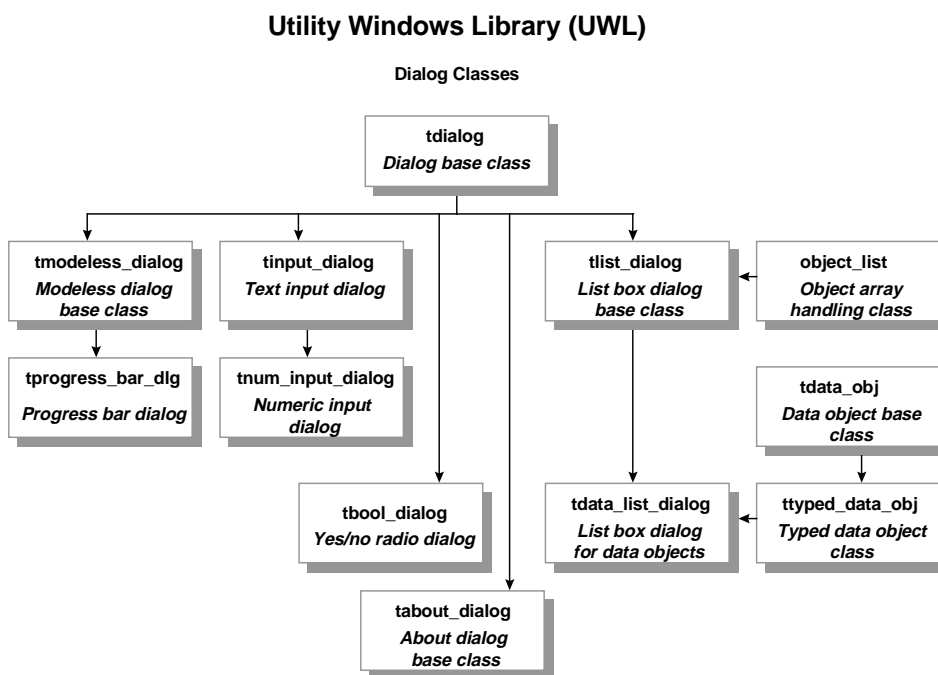 Utility Windows Library (UWL)
Dialog Classes
tdialog
Dialog base class
tmodeless_dialog
Modeless dialog
base class
tinput_dialog
Text input dialog
tlist_dialog
List box dialog
base class
object_list
Object array
handling class
tprogress_bar_dlg
Progress bar dialog
tnum_input_dialog
Numeric input
dialog
tdata_obj
Data object base
class
tbool_dialog
Yes/no radio dialog
tdata_list_dialog
List box dialog
for data objects
ttyped_data_obj
Typed data object
class
tabout_dialog
About dialog
base class